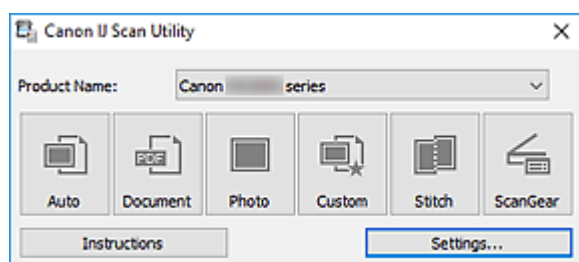 Canon IJ Scan Utility
Product Name: Canon series
PDF
Auto Document Photo Custom Stitch ScanGear
Instructions Settings...